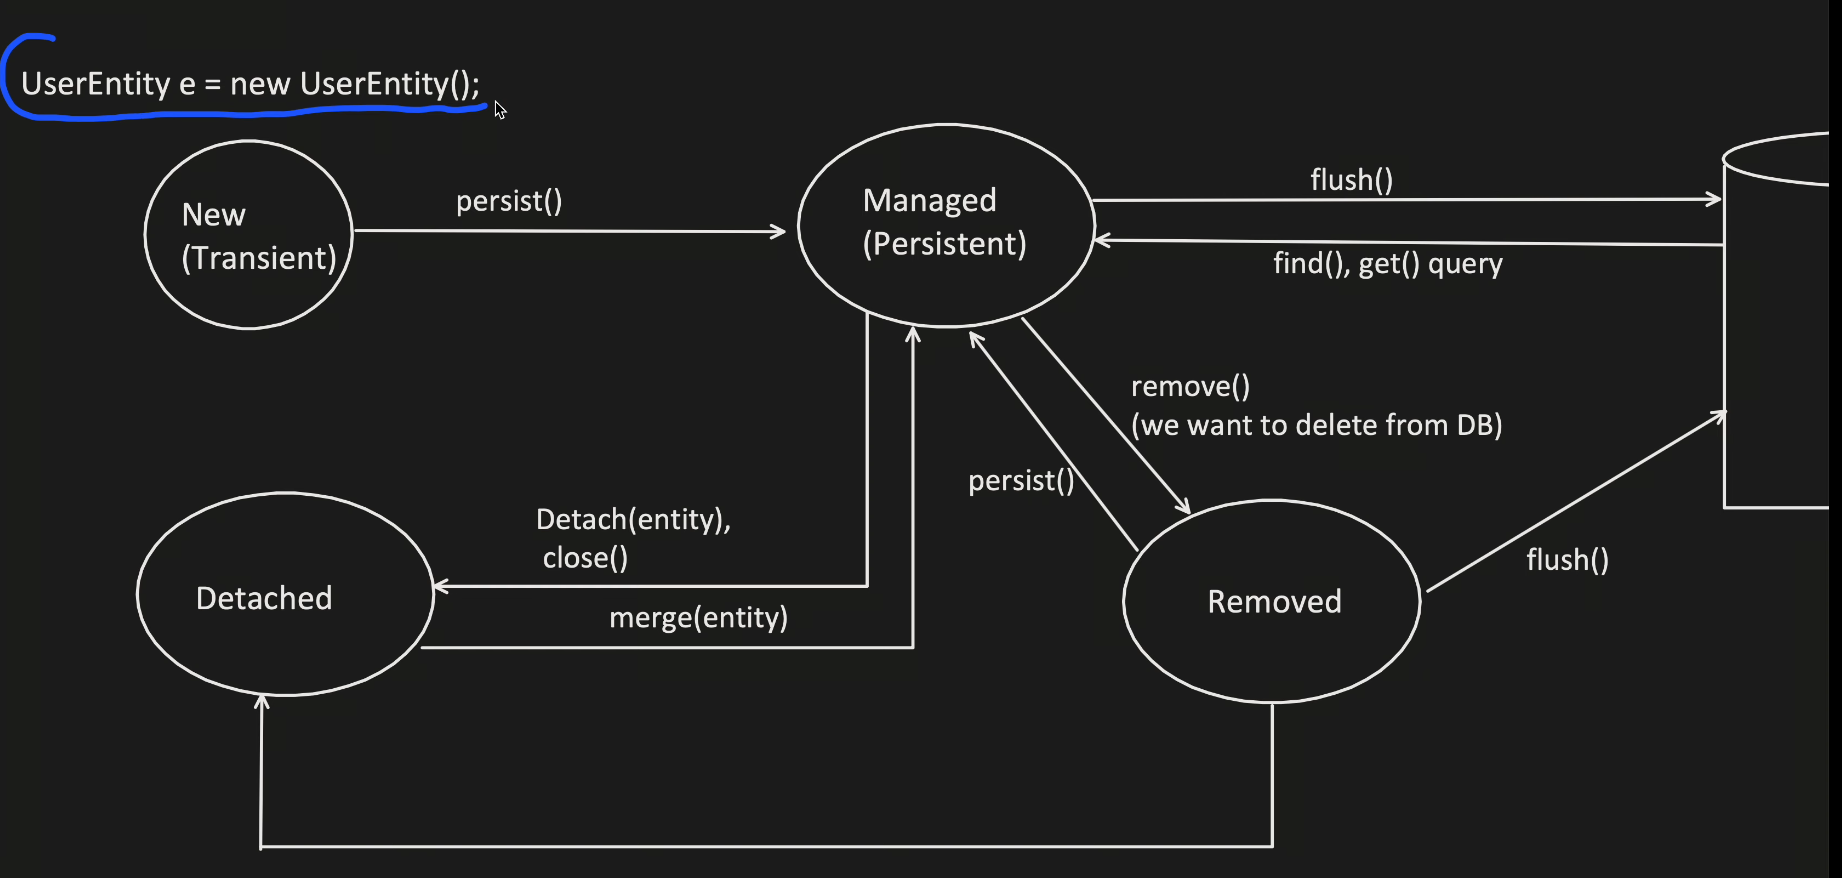 UserEntity e = new UserEntity();
New
(Transient)
persist()
Managed
(Persistent)
flush()
find(), get() query
remove()
(we want to delete from DB)
persist()
Detach(entity),
close()
merge(entity)
Detached
Removed
flush()